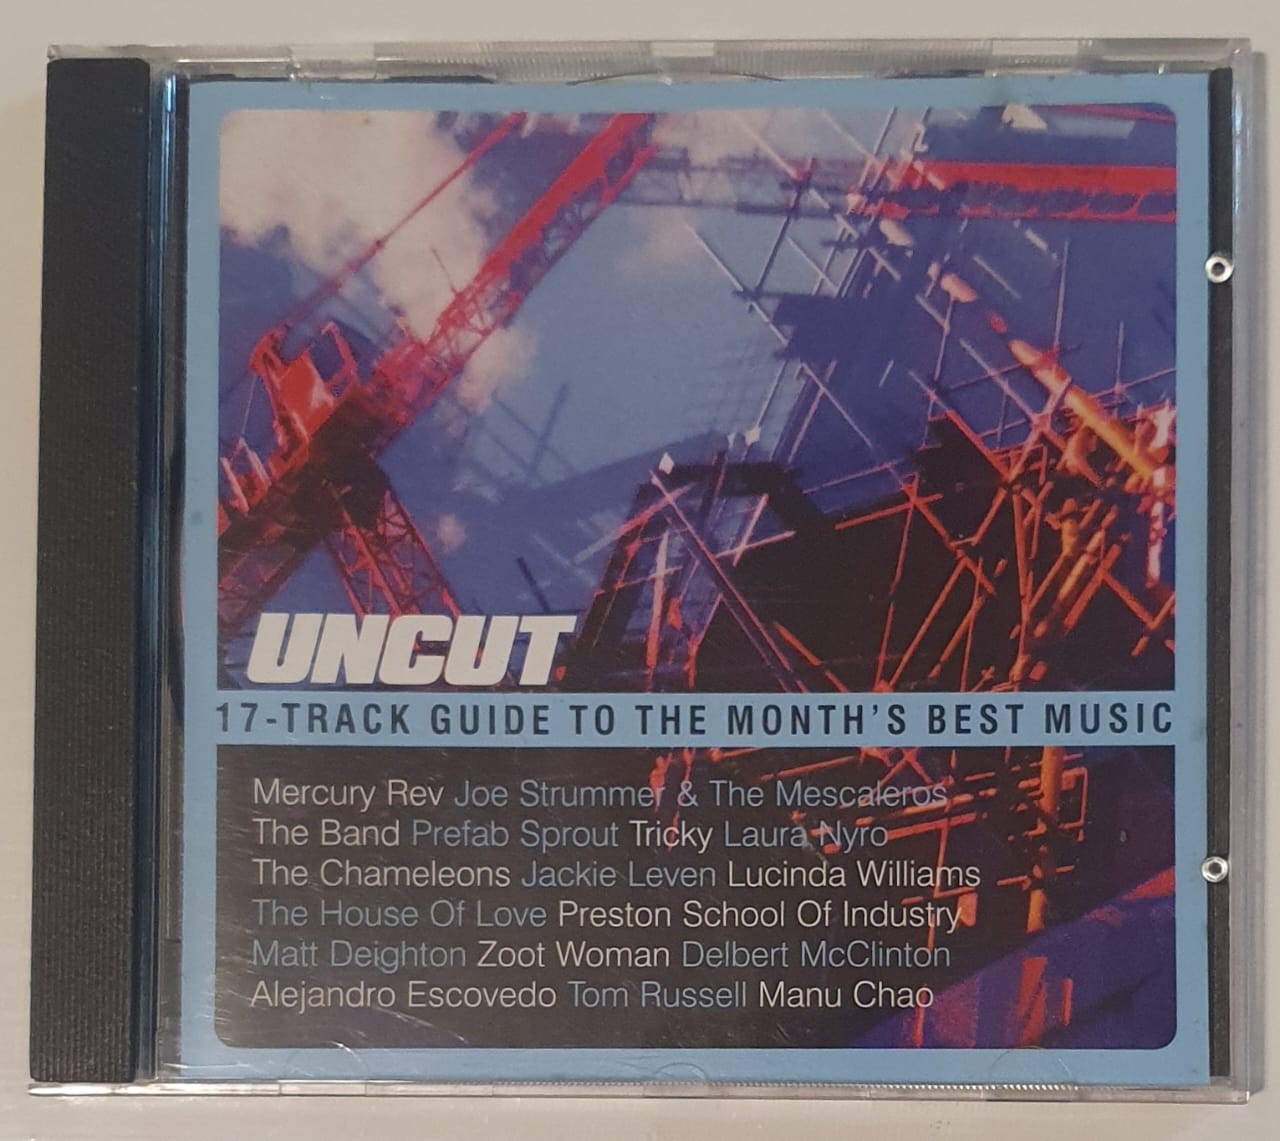 UNCUT
17-TRACK GUIDE TO THE MONTH'S BEST MUSIC
Mercury Rev Joe Strummer & The Mescaleros
The Band Prefab Sprout Tricky Laura Nyro
The Chameleons Jackie Leven Lucinda Williams
The House Of Love Preston School Of Industry
Matt Deighton Zoot Woman Delbert McClinton
Alejandro Escovedo Tom Russell Manu Chao